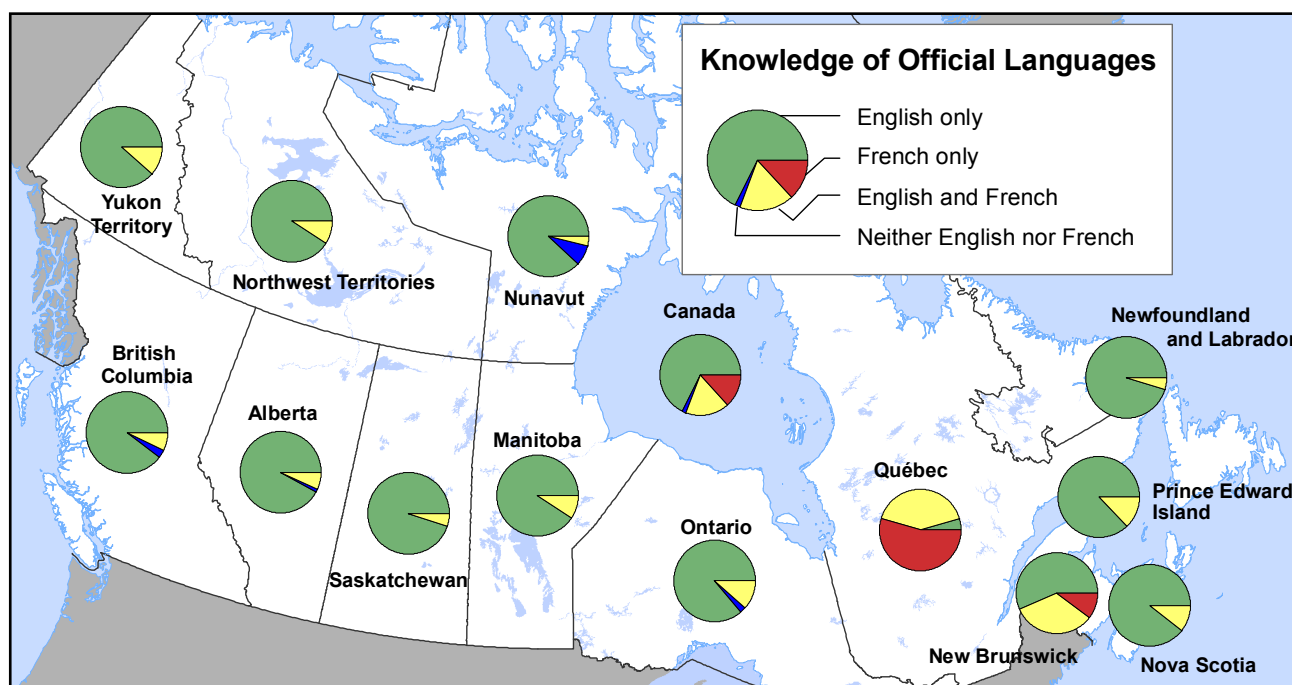 Knowledge of Official Languages
English only
French only
English and French
Neither English nor French
Yukon
Territory
Northwest Territories
Nunavut
Canada
Newfoundland
and Labrador
British
Columbia
Alberta
Saskatchewan
Manitoba
Ontario
Québec
Prince Edward
Island
New Brunswick
Nova Scotia